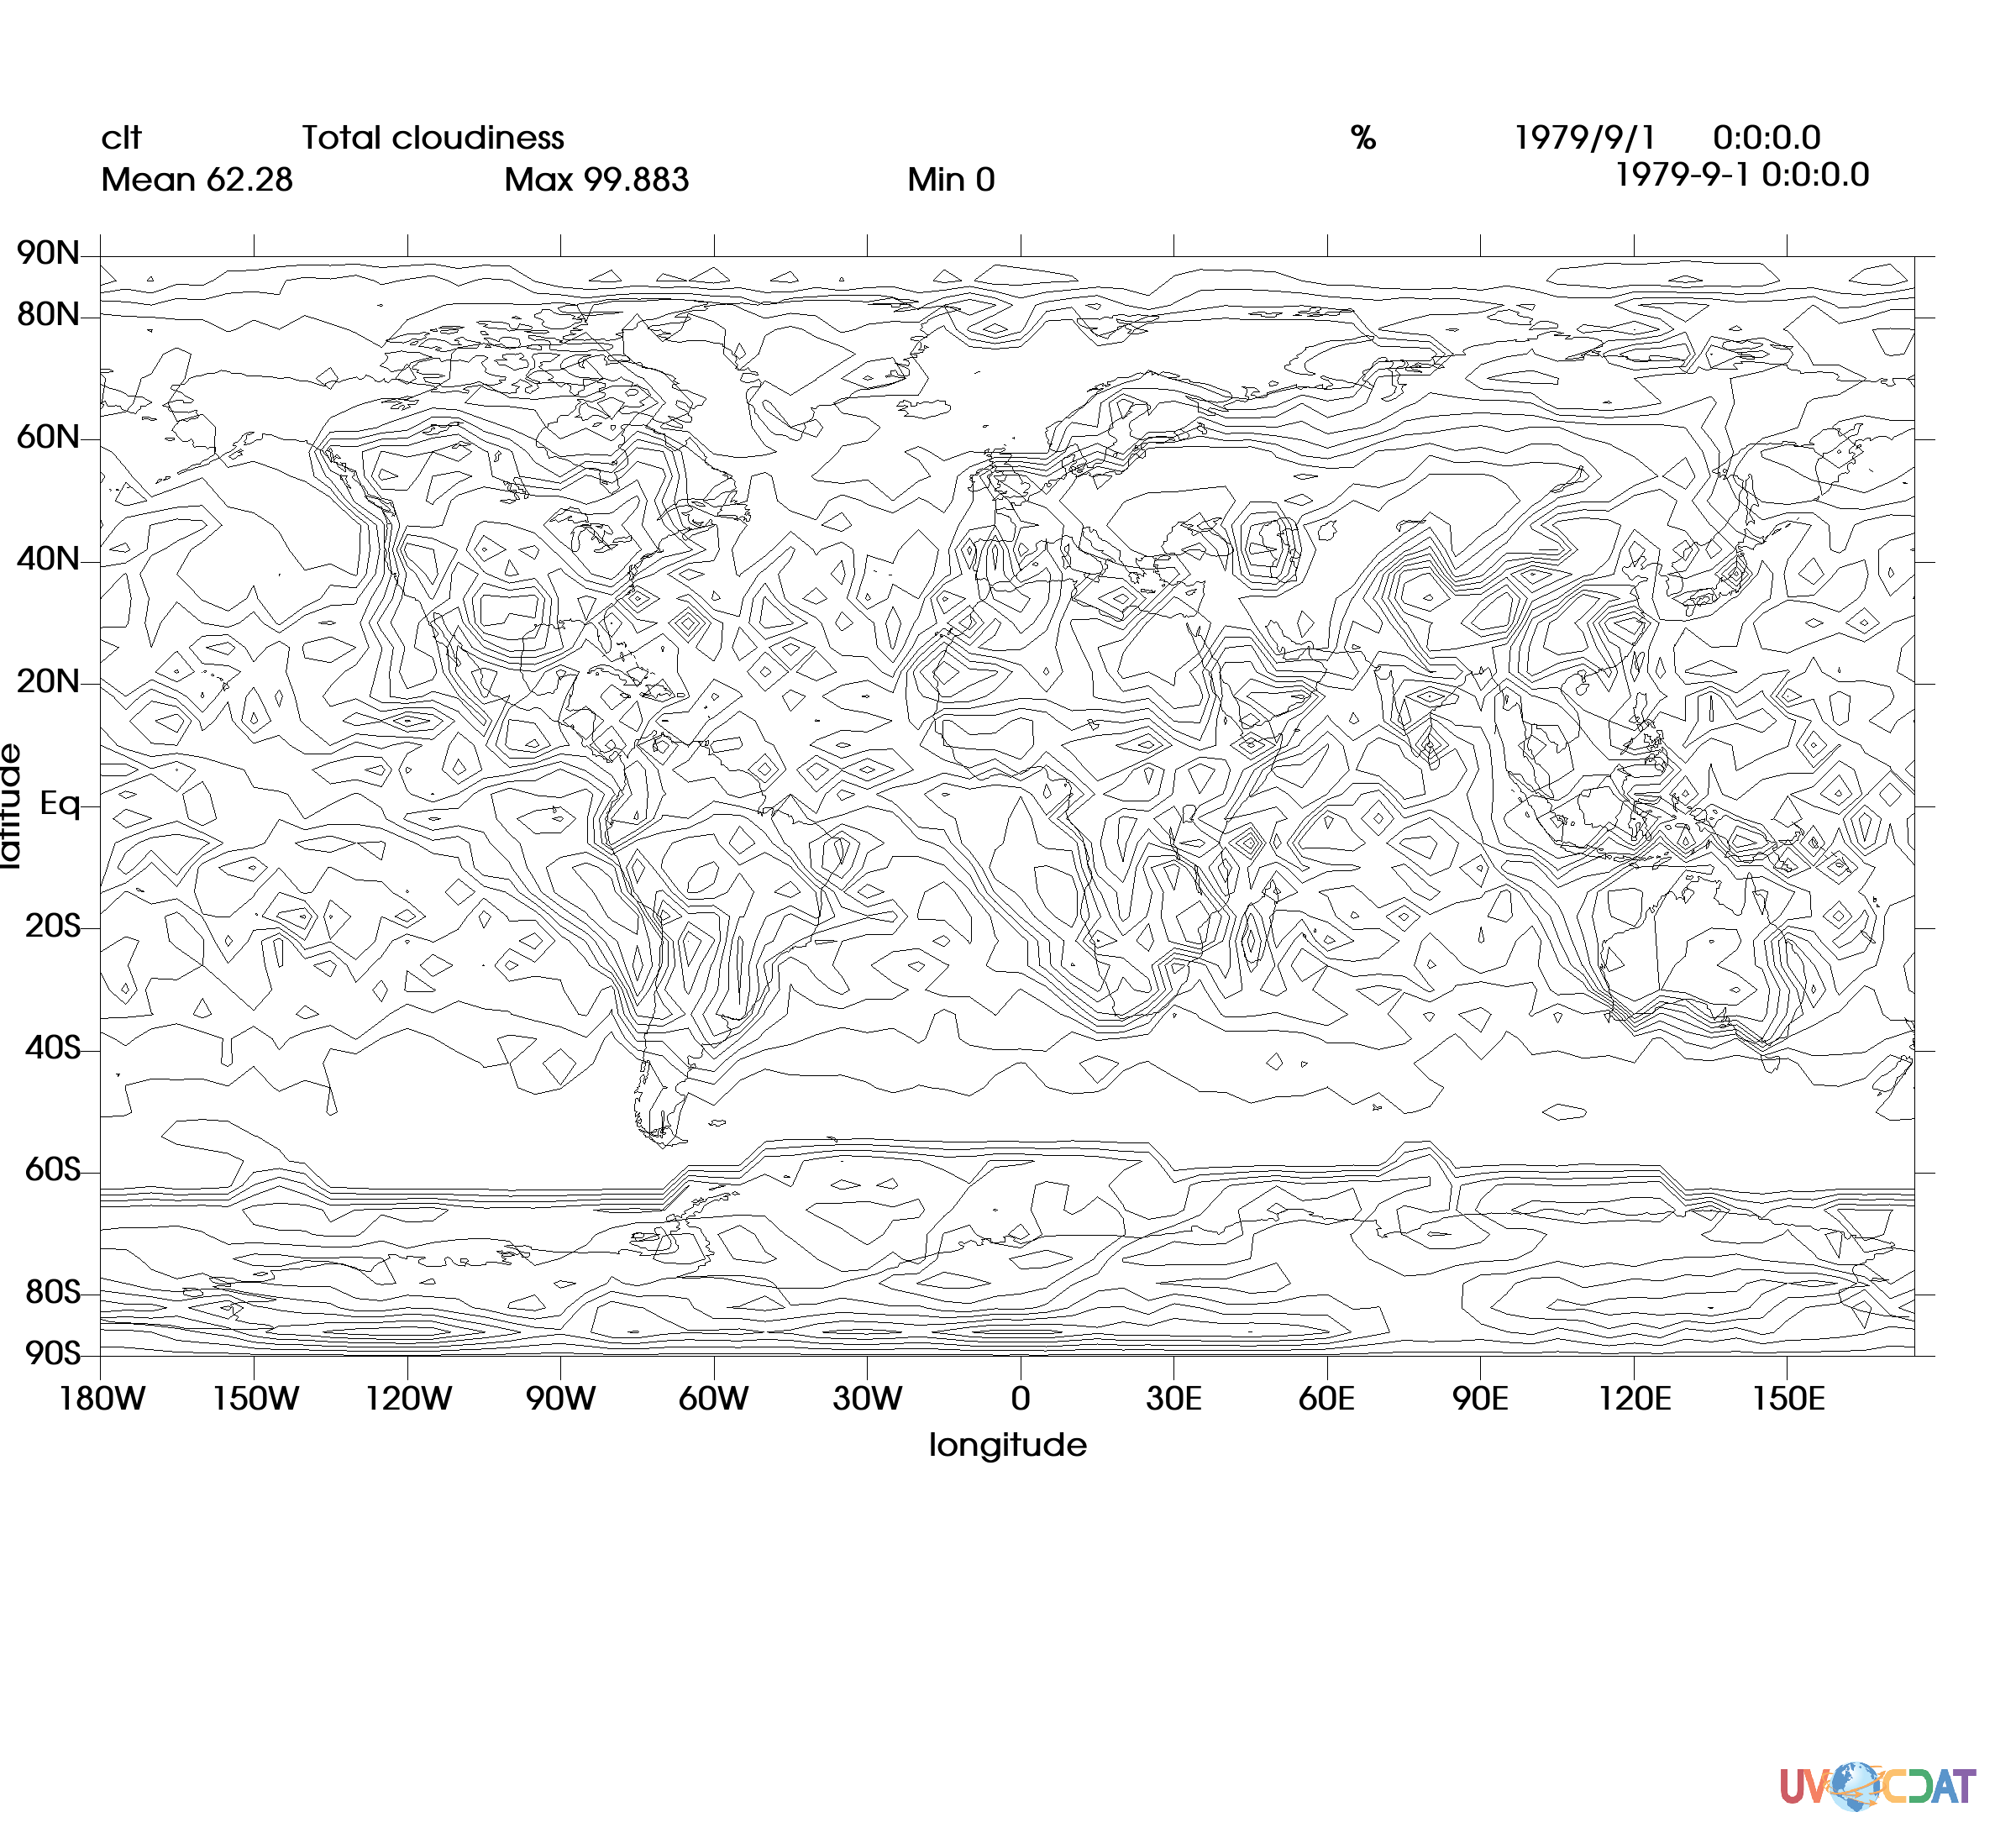 clt Total cloudiness % 1979/9/1 0:0:0.0
Mean 62.28 Max 99.883 Min 0 1979-9-1 0:0:0.0
90N
80N
60N
40N
20N
Eq
20S
40S
60S
80S
90S
latitude
180W 150W 120W 90W 60W 30W 0 30E 60E 90E 120E 150E
longitude
UV CDAT